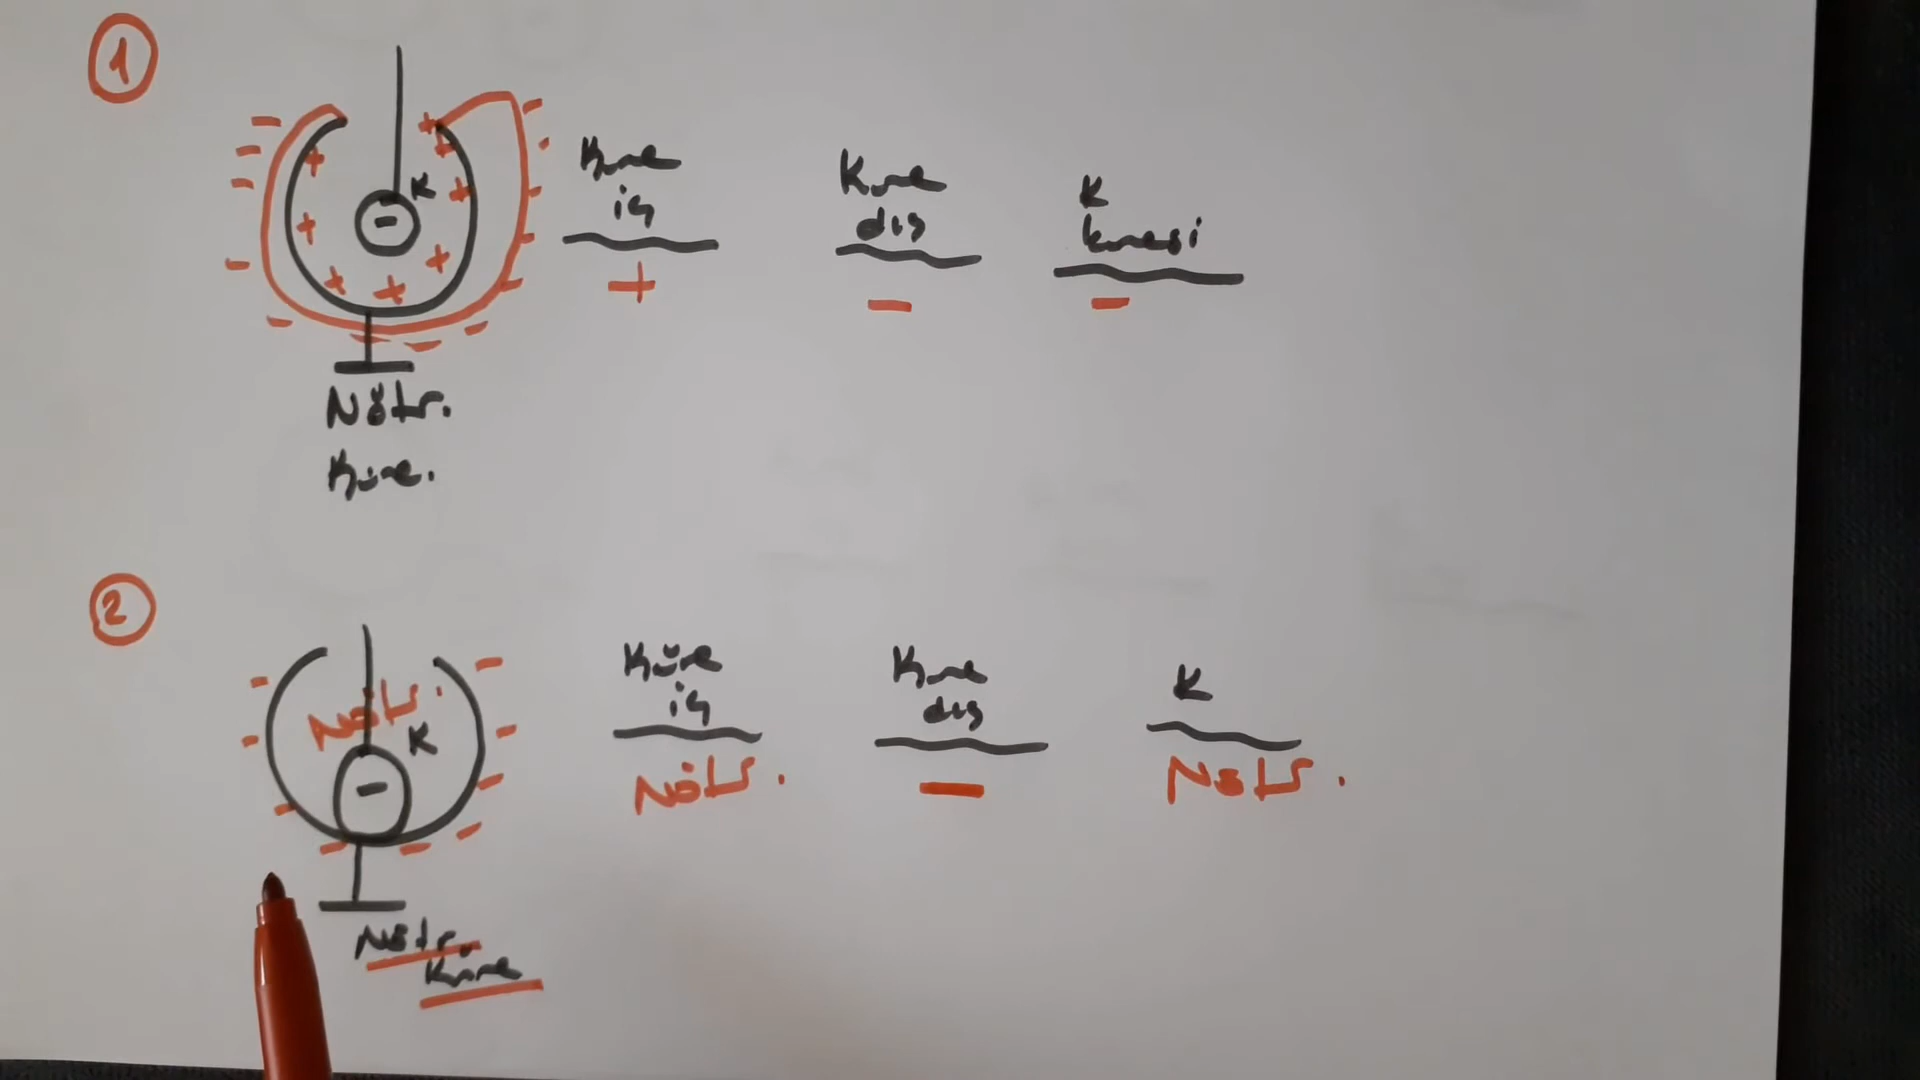 1
K
Küre
iç
+
Küre
dış
-
K
küresi
-
Nötr.
Küre.
2
Nötr.
K
Küre
iç
Nötr.
Küre
dış
-
K
Nötr.
Nötr.
Küre